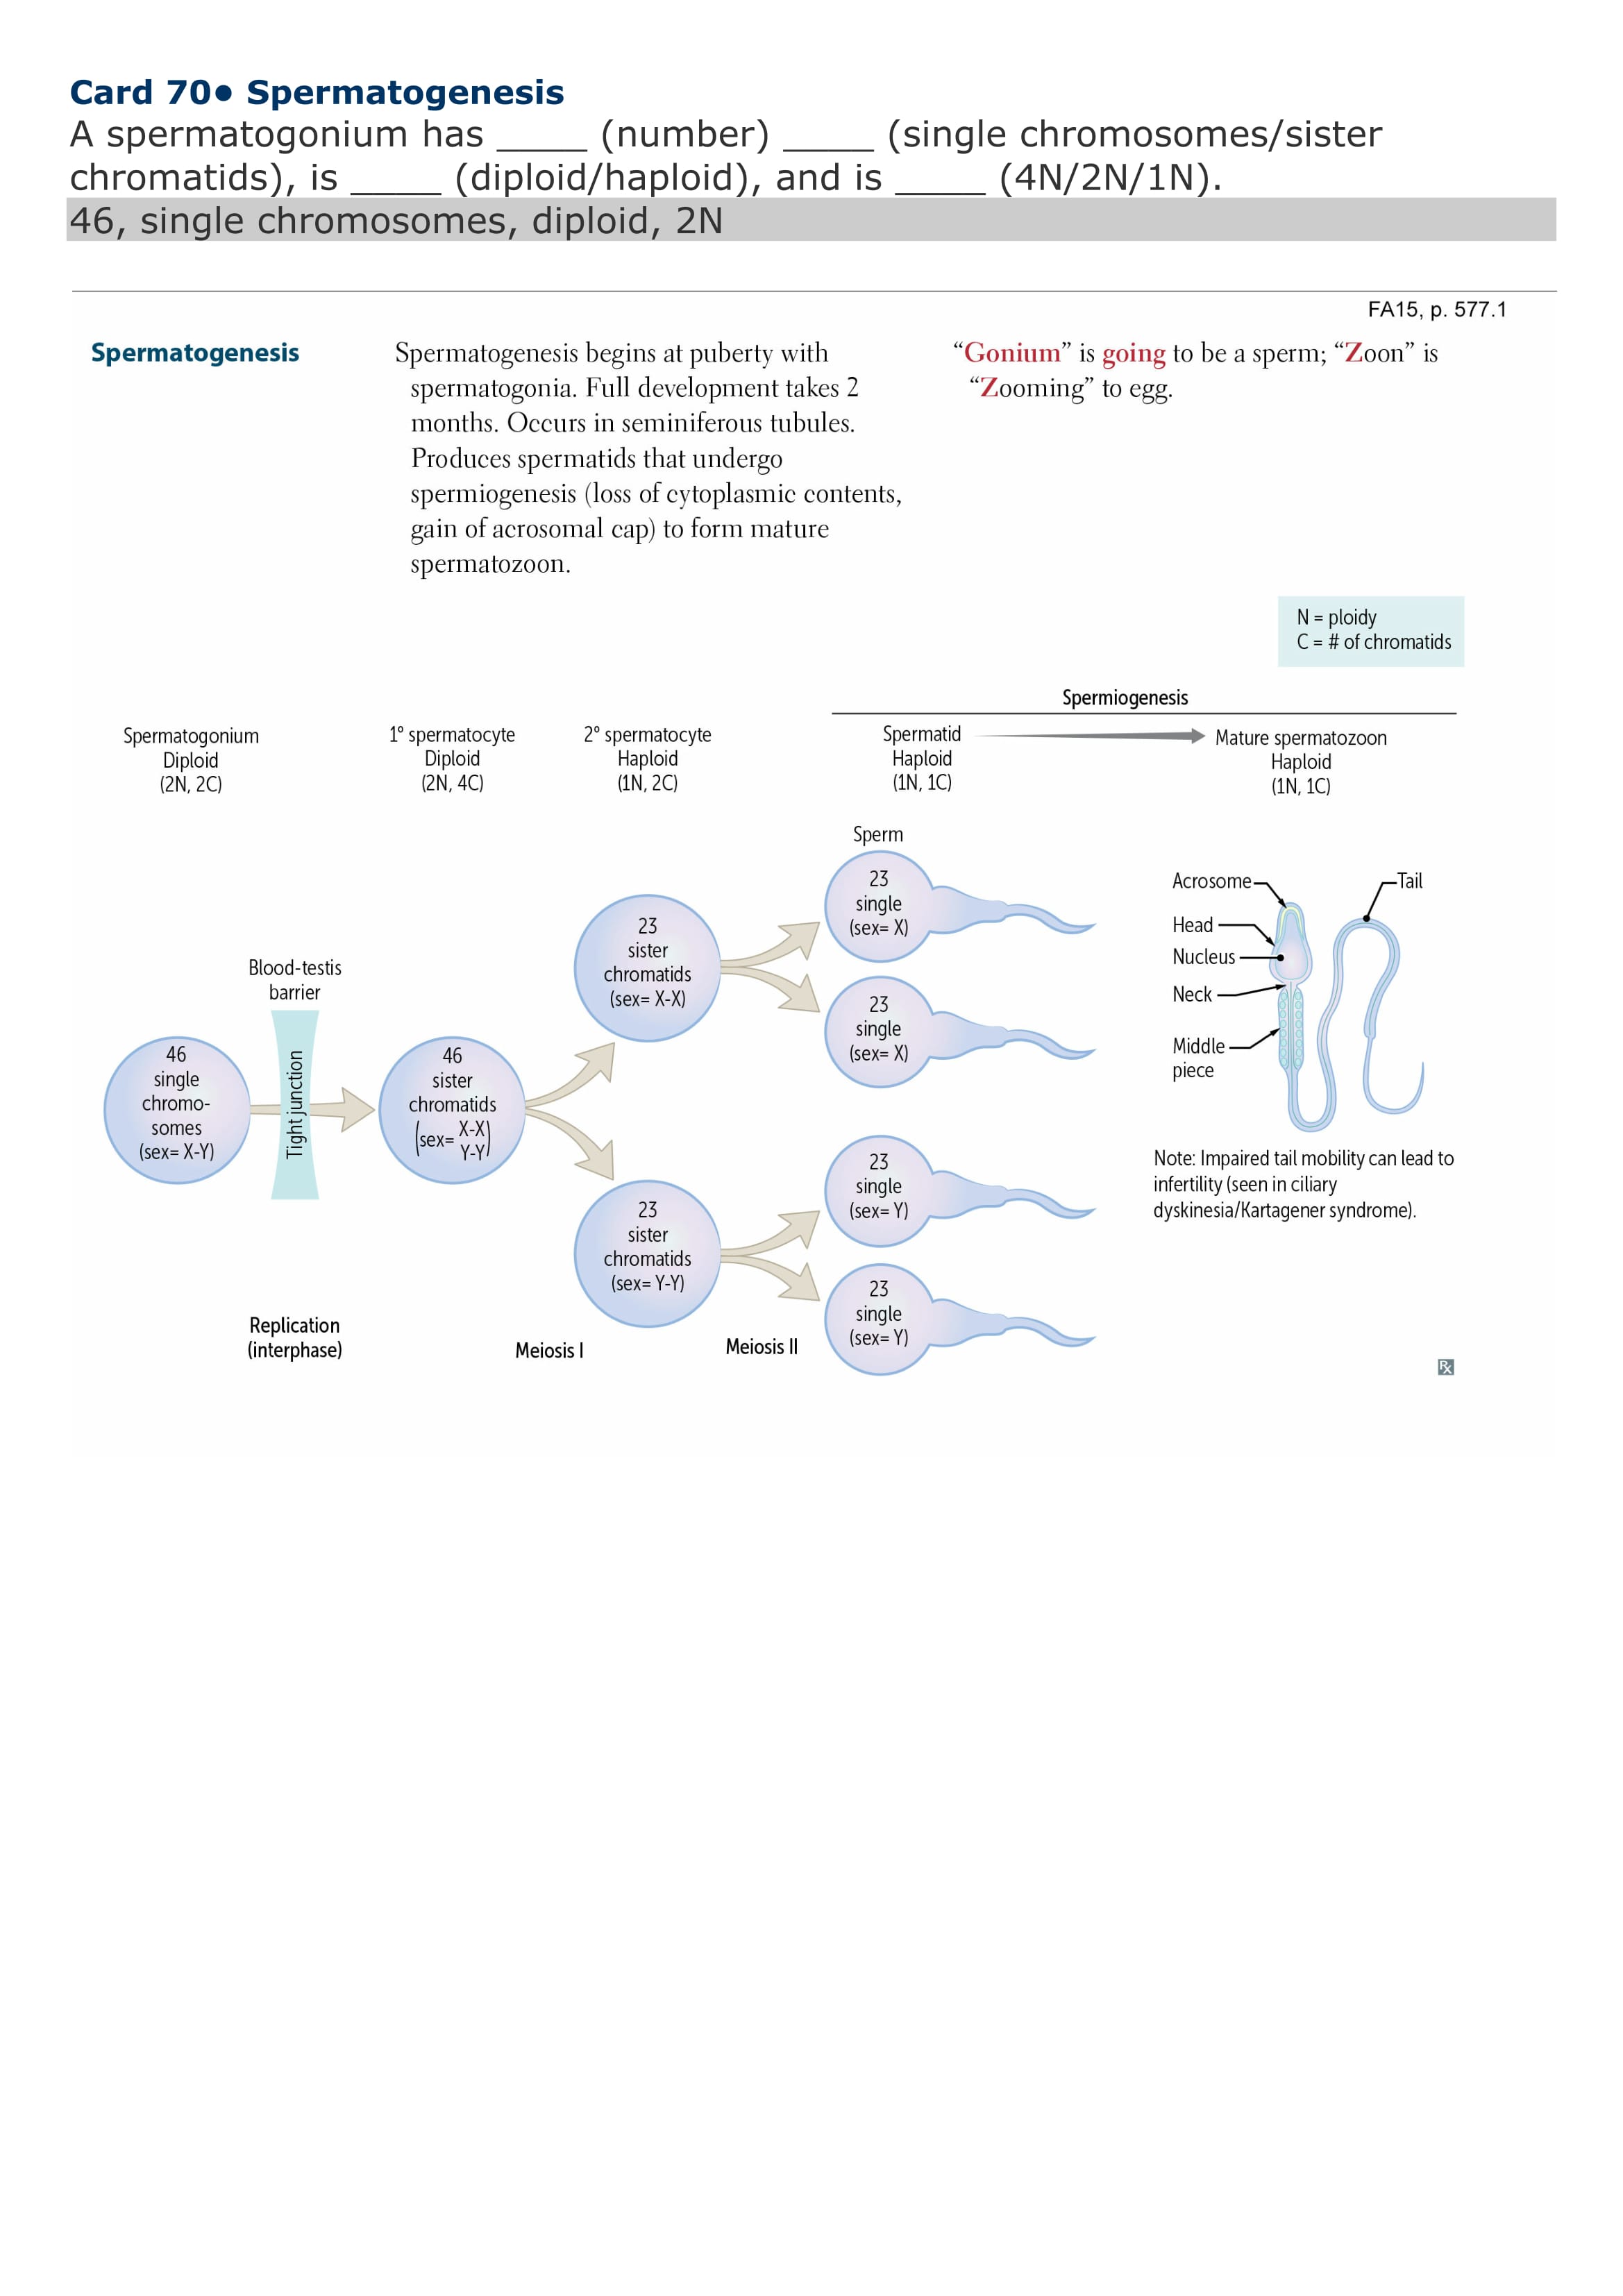 Card 70• Spermatogenesis
A spermatogonium has _____ (number) _____ (single chromosomes/sister
chromatids), is _____ (diploid/haploid), and is _____ (4N/2N/1N).
46, single chromosomes, diploid, 2N
FA15, p. 577.1
Spermatogenesis
Spermatogenesis begins at puberty with
spermatogonia. Full development takes 2
months. Occurs in seminiferous tubules.
Produces spermatids that undergo
spermiogenesis (loss of cytoplasmic contents,
gain of acrosomal cap) to form mature
spermatozoon.
“Gonium” is going to be a sperm; “Zoon” is
“Zooming” to egg.
N = ploidy
C = # of chromatids
Spermiogenesis
Spermatogonium
Diploid
(2N, 2C)
1° spermatocyte
Diploid
(2N, 4C)
2° spermatocyte
Haploid
(1N, 2C)
Spermatid
Haploid
(1N, 1C)
Mature spermatozoon
Haploid
(1N, 1C)
Blood-testis
barrier
46
single
chromo-
somes
(sex= X-Y)
Tight junction
46
sister
chromatids
(sex= X-X
Y-Y)
23
sister
chromatids
(sex= X-X)
23
sister
chromatids
(sex= Y-Y)
Sperm
23
single
(sex= X)
23
single
(sex= X)
23
single
(sex= Y)
23
single
(sex= Y)
Acrosome
Tail
Head
Nucleus
Neck
Middle
piece
Note: Impaired tail mobility can lead to
infertility (seen in ciliary
dyskinesia/Kartagener syndrome).
Replication
(interphase)
Meiosis I
Meiosis II
Rx